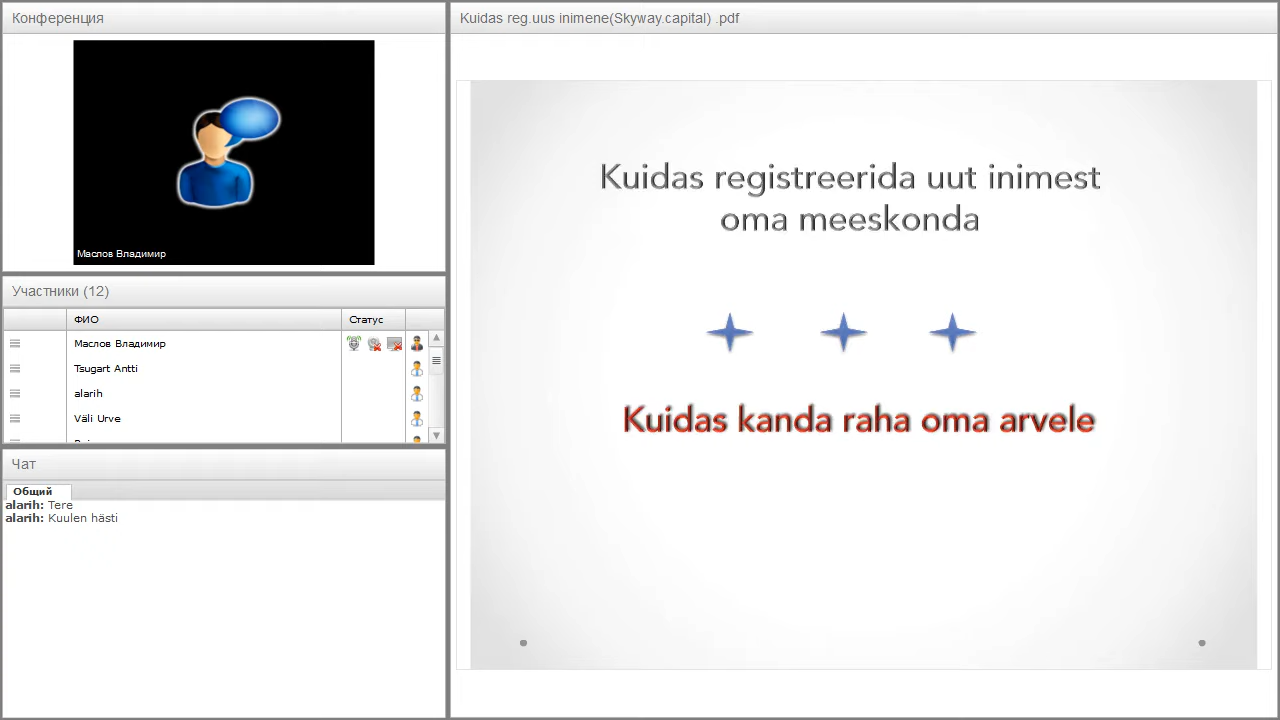 Конференция
Маслов Владимир
Участники (12)
ФИО
Статус
Маслов Владимир
Tsugart Antti
alarih
Väli Urve
Чат
Общий
alarih: Tere
alarih: Kuulen hästi
Kuidas reg.uus inimene(Skyway.capital) .pdf
Kuidas registreerida uut inimest
oma meeskonda
Kuidas kanda raha oma arvele